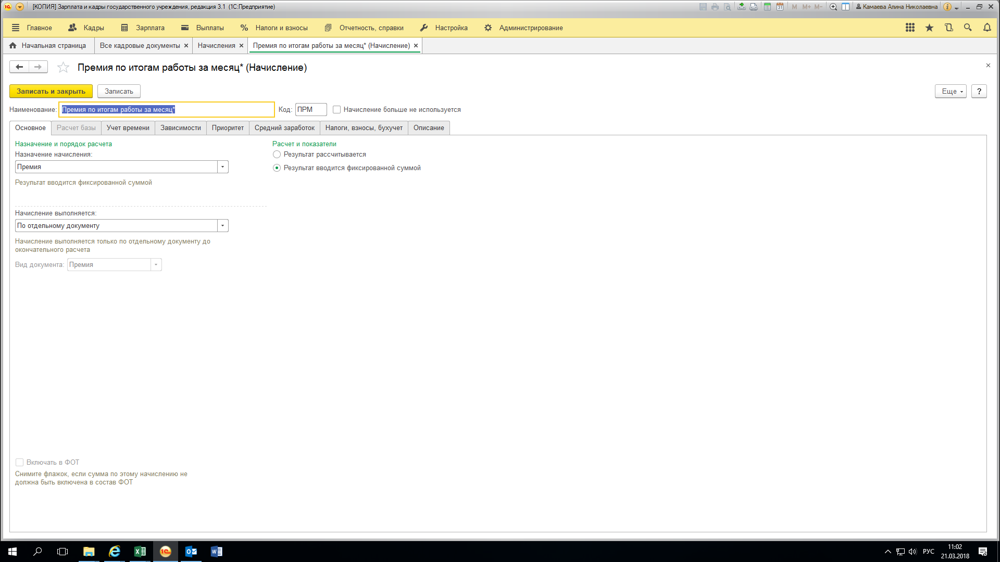 [КОПИЯ] Зарплата и кадры государственного учреждения, редакция 3.1 (1С:Предприятие)
M M+ M- Камаева Алина Николаевна
Главное Кадры Зарплата Выплаты % Налоги и взносы Отчетность, справки Настройка Администрирование
Начальная страница Все кадровые документы × Начисления × Премия по итогам работы за месяц* (Начисление) ×
Премия по итогам работы за месяц* (Начисление)
Записать и закрыть Записать Еще ?
Наименование: Премия по итогам работы за месяц* Код: ПРМ Начисление больше не используется
Основное Расчет базы Учет времени Зависимости Приоритет Средний заработок Налоги, взносы, бухучет Описание
Назначение и порядок расчета Расчет и показатели
Назначение начисления: Результат рассчитывается
Премия Результат вводится фиксированной суммой
Результат вводится фиксированной суммой
Начисление выполняется:
По отдельному документу
Начисление выполняется только по отдельному документу до
окончательного расчета
Вид документа: Премия
Включать в ФОТ
Снимите флажок, если сумма по этому начислению не
должна быть включена в состав ФОТ
РУС 11:02
21.03.2018